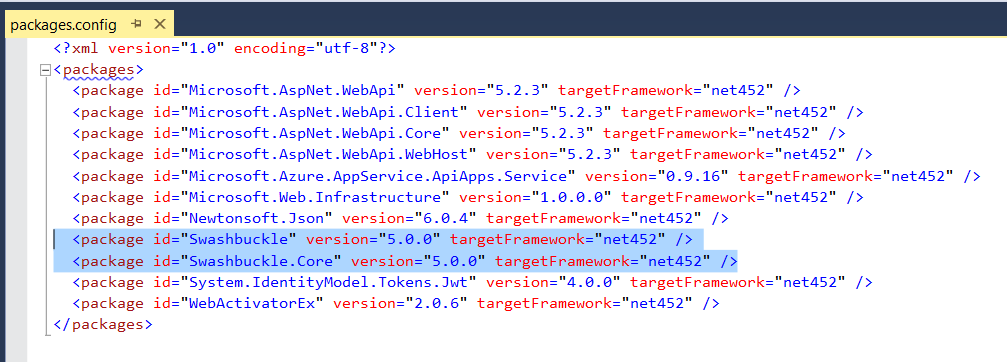 packages.config
<?xml version="1.0" encoding="utf-8"?>
<packages>
<package id="Microsoft.AspNet.WebApi" version="5.2.3" targetFramework="net452" />
<package id="Microsoft.AspNet.WebApi.Client" version="5.2.3" targetFramework="net452" />
<package id="Microsoft.AspNet.WebApi.Core" version="5.2.3" targetFramework="net452" />
<package id="Microsoft.AspNet.WebApi.WebHost" version="5.2.3" targetFramework="net452" />
<package id="Microsoft.Azure.AppService.ApiApps.Service" version="0.9.16" targetFramework="net452" />
<package id="Microsoft.Web.Infrastructure" version="1.0.0.0" targetFramework="net452" />
<package id="Newtonsoft.Json" version="6.0.4" targetFramework="net452" />
<package id="Swashbuckle" version="5.0.0" targetFramework="net452" />
<package id="Swashbuckle.Core" version="5.0.0" targetFramework="net452" />
<package id="System.IdentityModel.Tokens.Jwt" version="4.0.0" targetFramework="net452" />
<package id="WebActivatorEx" version="2.0.6" targetFramework="net452" />
</packages>